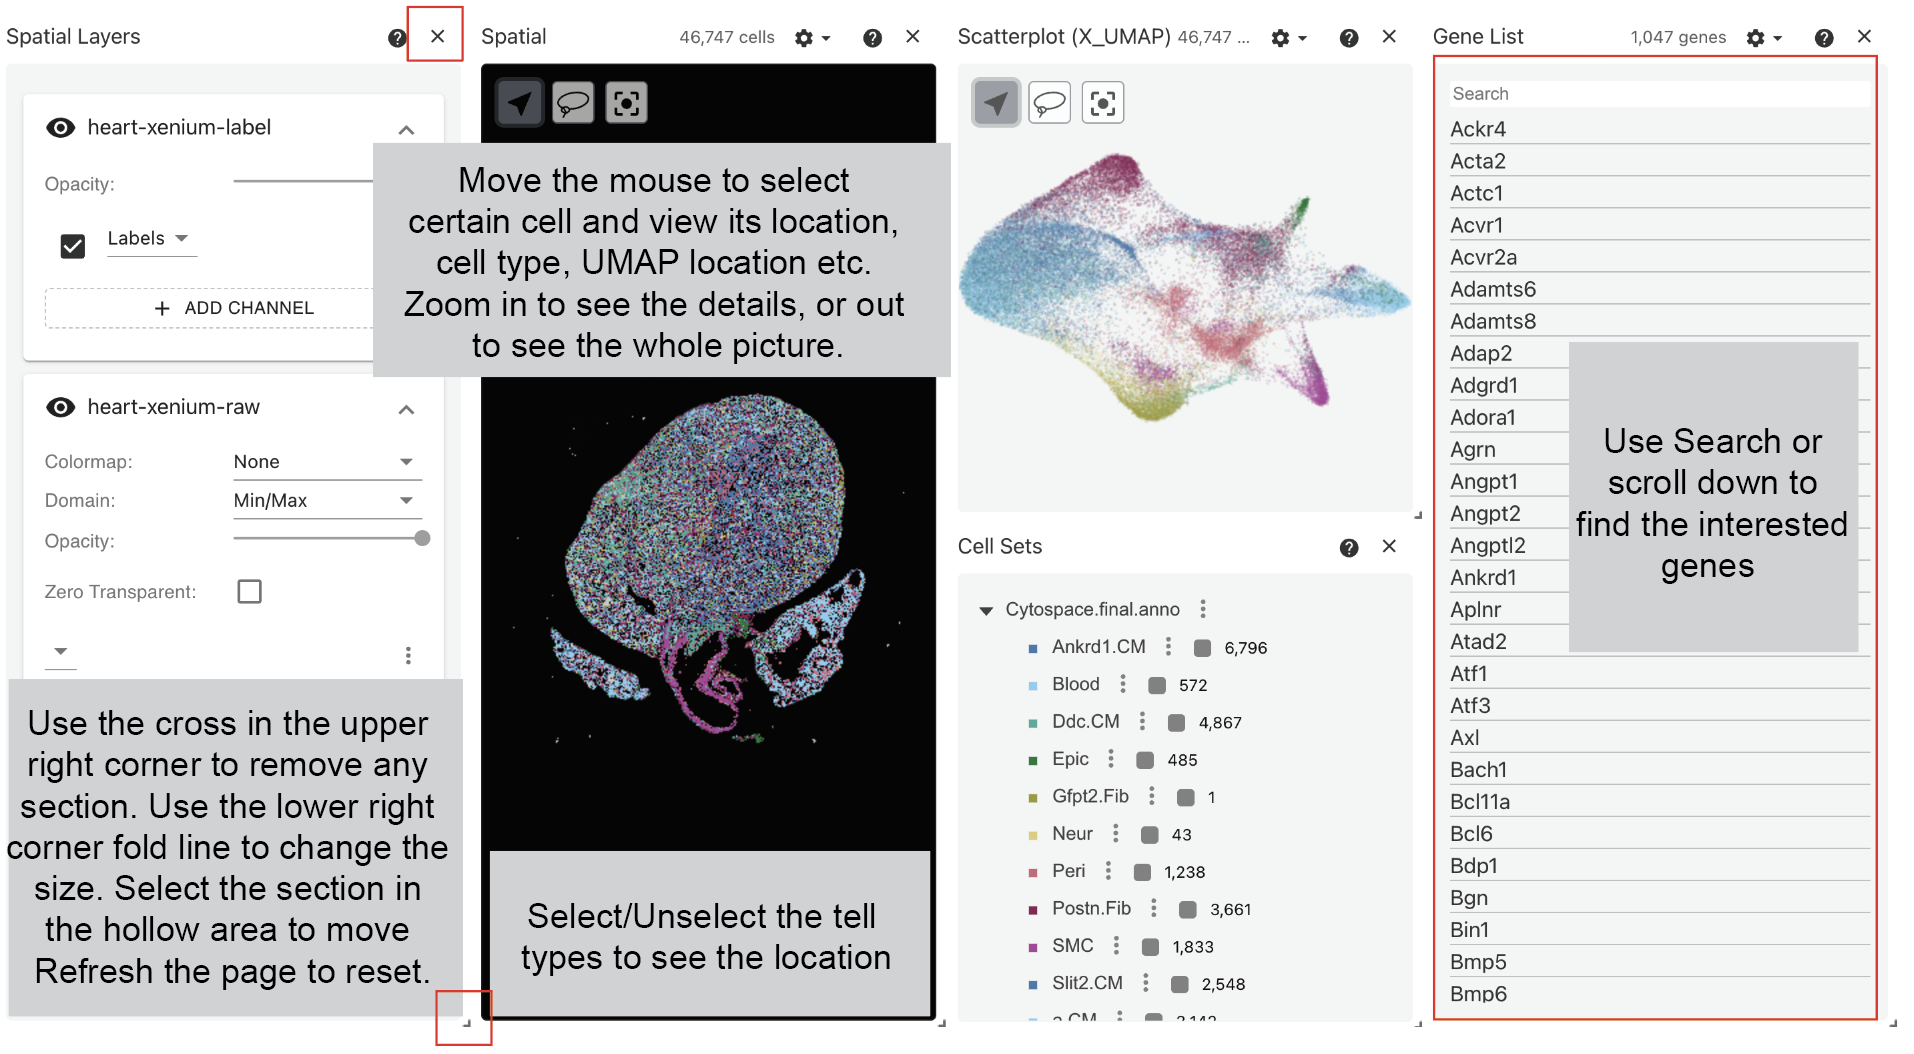 Spatial Layers
heart-xenium-label
Opacity:
Labels
+ ADD CHANNEL
heart-xenium-raw
Colormap: None
Domain: Min/Max
Opacity:
Zero Transparent:
Use the cross in the upper
right corner to remove any
section. Use the lower right
corner fold line to change the
size. Select the section in
the hollow area to move
Refresh the page to reset.
Spatial 46,747 cells
Move the mouse to select
certain cell and view its location,
cell type, UMAP location etc.
Zoom in to see the details, or out
to see the whole picture.
Select/Unselect the tell
types to see the location
Scatterplot (X_UMAP) 46,747 ...
Cell Sets
Cytospace.final.anno
Ankrd1.CM 6,796
Blood 572
Ddc.CM 4,867
Epic 485
Gfpt2.Fib 1
Neur 43
Peri 1,238
Postn.Fib 3,661
SMC 1,833
Slit2.CM 2,548
Gene List 1,047 genes
Search
Ackr4
Acta2
Actc1
Acvr1
Acvr2a
Adamts6
Adamts8
Adap2
Adgrd1
Adora1
Agrn
Angpt1
Angpt2
Angptl2
Ankrd1
Aplnr
Atad2
Atf1
Atf3
Axl
Bach1
Bcl11a
Bcl6
Bdp1
Bgn
Bin1
Bmp5
Bmp6
Use Search or
scroll down to
find the interested
genes